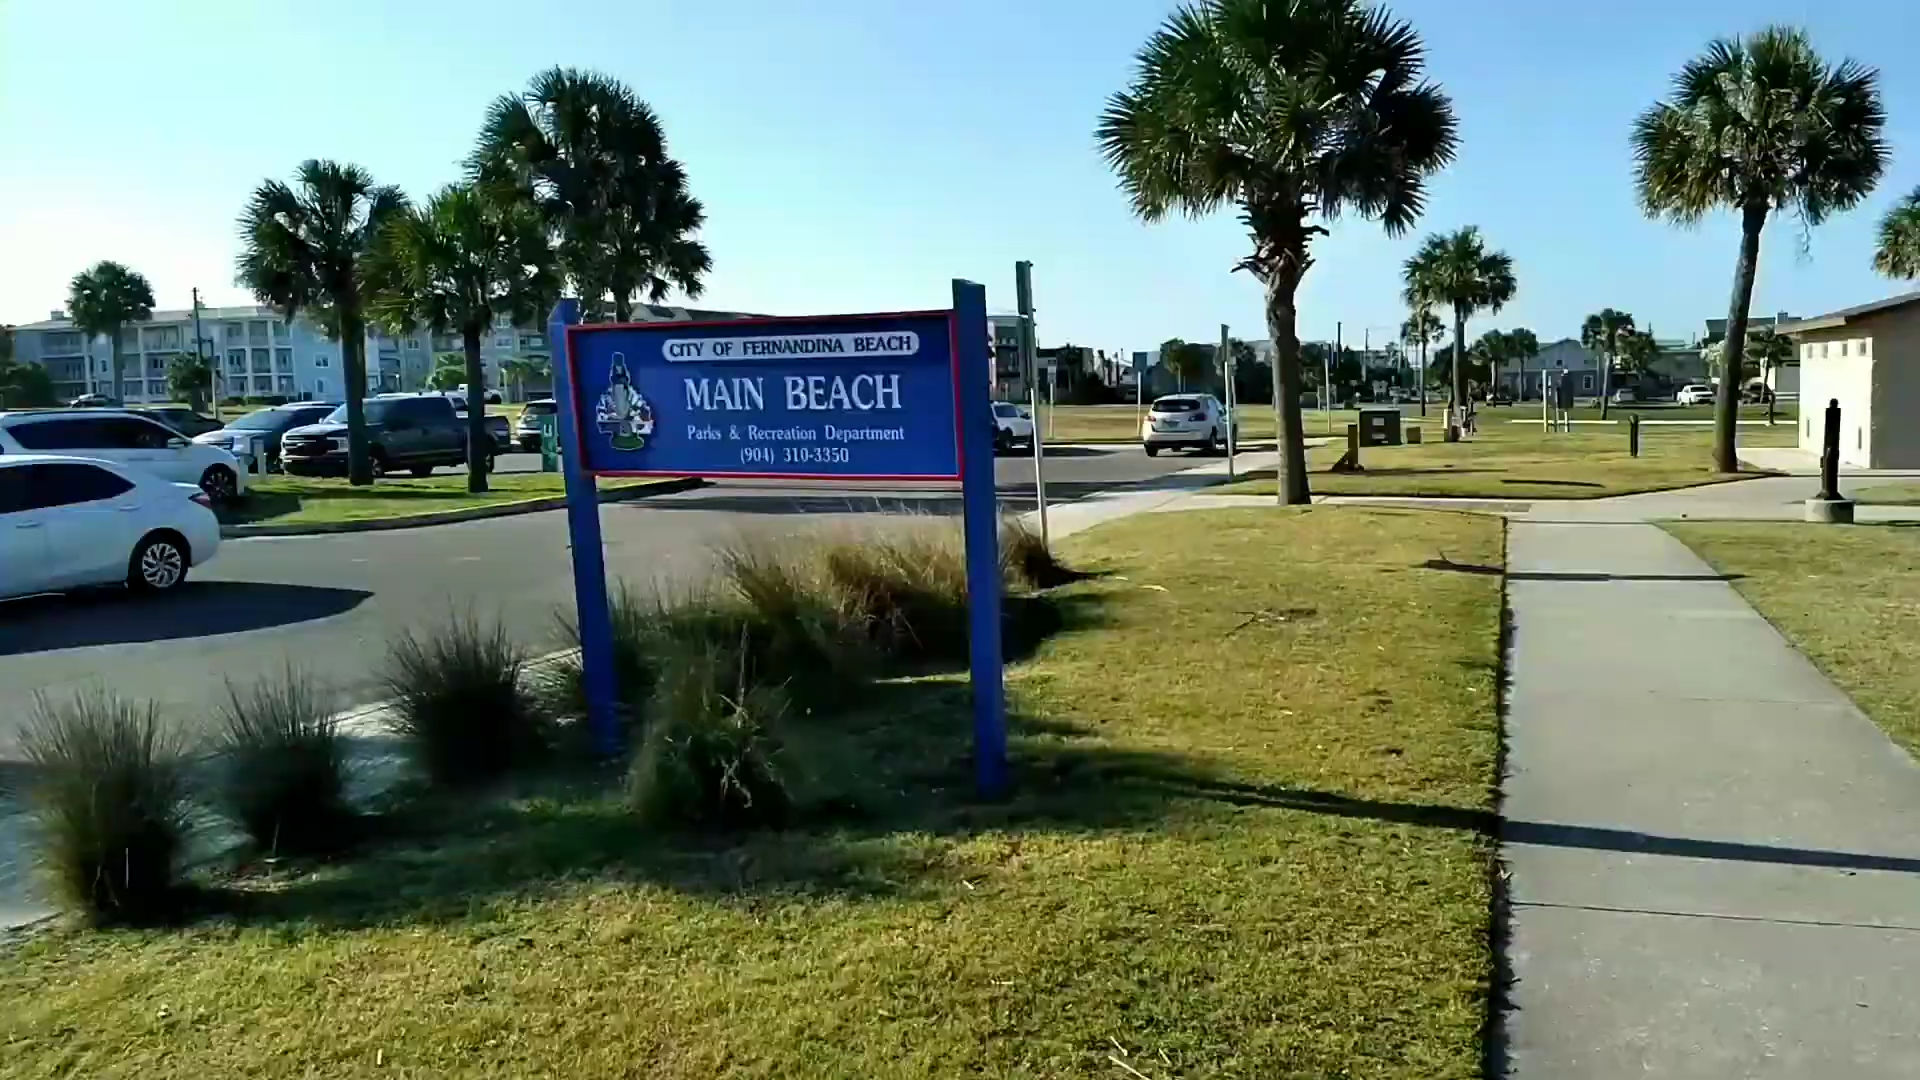 CITY OF FERNANDINA BEACH
MAIN BEACH
Parks & Recreation Department
(904) 310-3350